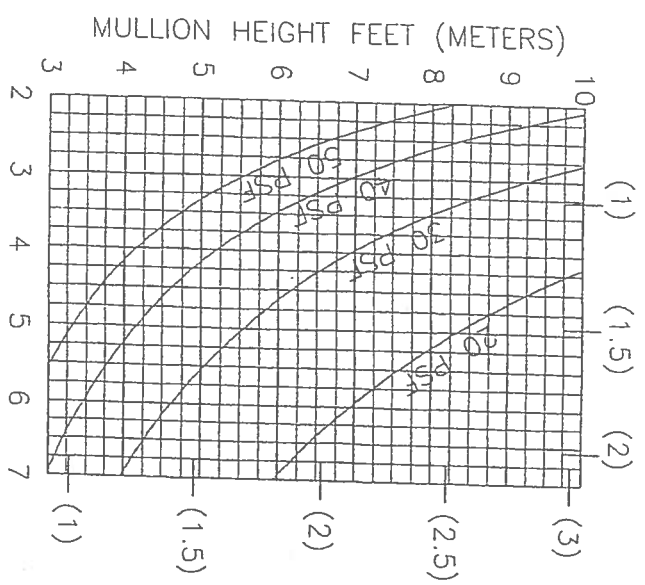 MULLION HEIGHT FEET (METERS)
3 4 5 6 7 8 9 10
2
3
4
5
6
7
(1)
(1.5)
(2)
(1) (1.5) (2) (2.5) (3)
50 PSF
40 PSF
30 PSF
20 PSF